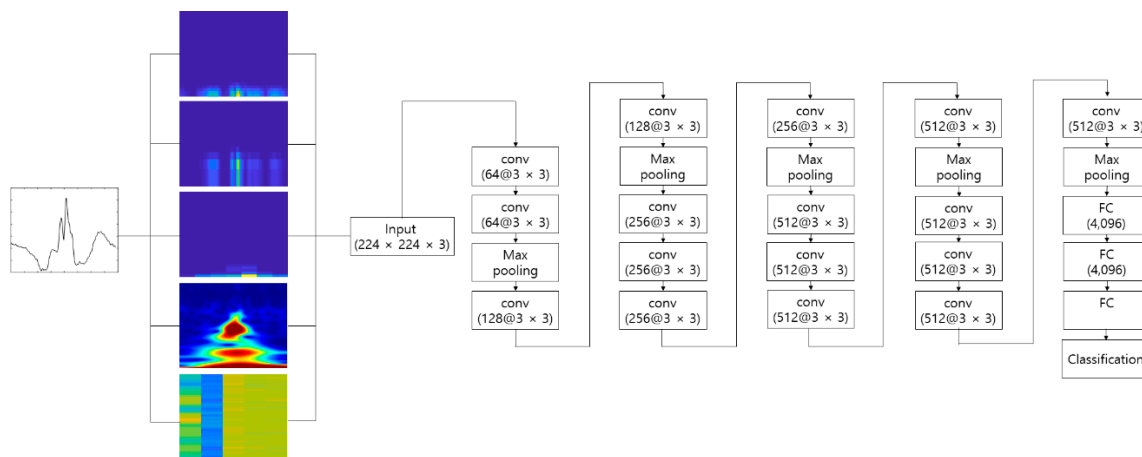 Input
(224 × 224 × 3)
conv
(64@3 × 3)
conv
(64@3 × 3)
Max
pooling
conv
(128@3 × 3)
conv
(128@3 × 3)
Max
pooling
conv
(256@3 × 3)
conv
(256@3 × 3)
conv
(256@3 × 3)
conv
(256@3 × 3)
Max
pooling
conv
(512@3 × 3)
conv
(512@3 × 3)
conv
(512@3 × 3)
conv
(512@3 × 3)
Max
pooling
conv
(512@3 × 3)
conv
(512@3 × 3)
conv
(512@3 × 3)
conv
(512@3 × 3)
Max
pooling
FC
(4,096)
FC
(4,096)
FC
Classification